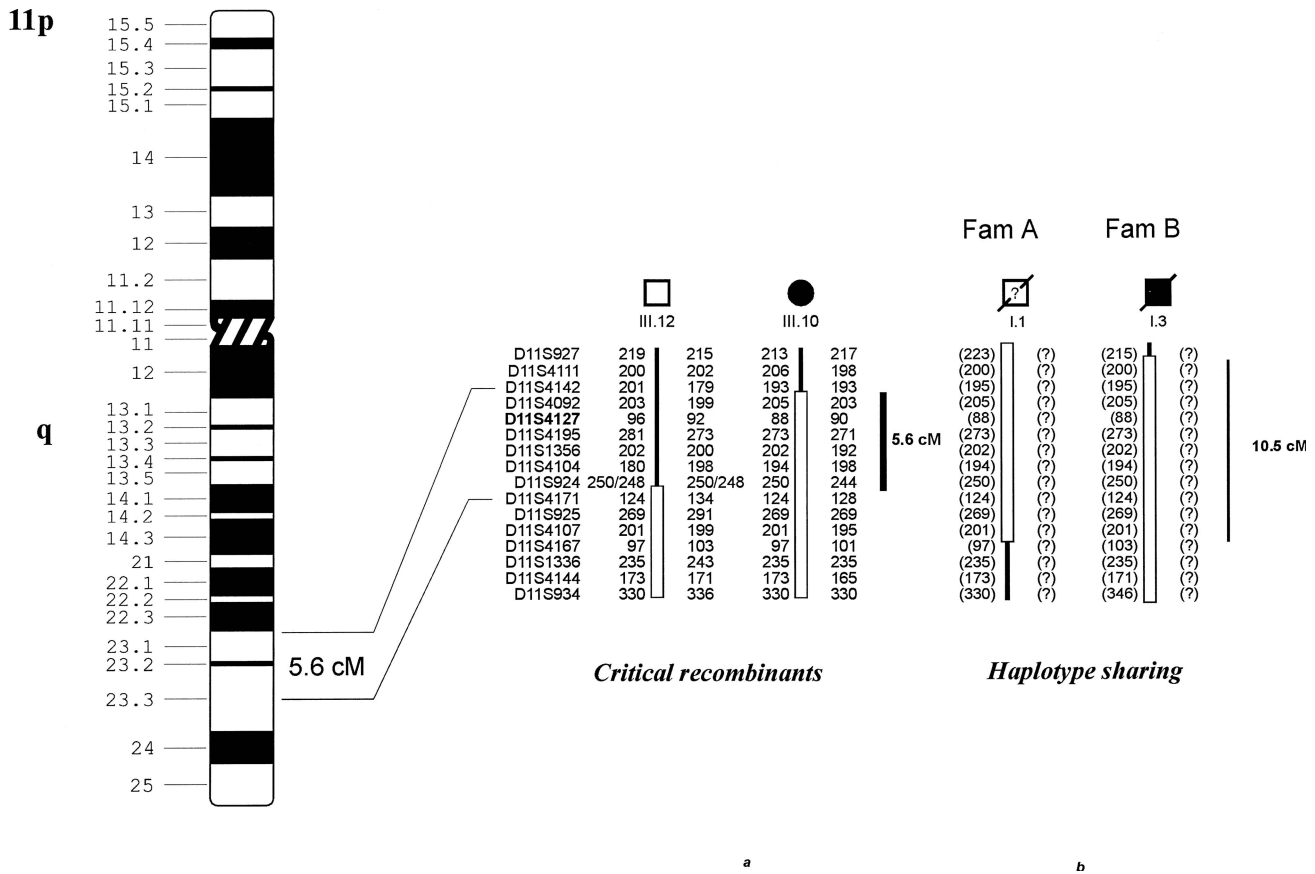 11p
15.5
15.4
15.3
15.2
15.1
14
13
12
11.2
11.12
11.11
11
12
q
13.1
13.2
13.3
13.4
13.5
14.1
14.2
14.3
21
22.1
22.2
22.3
23.1
23.2
23.3
24
25
5.6 cM
Fam A Fam B
?
III.12 III.10 I.1 I.3
D11S927 219 215 213 217 (223) (?) (215) (?)
D11S4111 200 202 206 198 (200) (?) (200) (?)
D11S4142 201 179 193 193 (195) (?) (195) (?)
D11S4092 203 199 205 203 (205) (?) (205) (?)
D11S4127 96 92 88 90 (88) (?) (88) (?)
D11S4195 281 273 273 271 (273) (?) (273) (?)
D11S1356 202 200 202 192 (202) (?) (202) (?)
D11S4104 180 198 194 198 (194) (?) (194) (?)
D11S924 250/248 250/248 250 244 (250) (?) (250) (?)
D11S4171 124 134 124 128 (124) (?) (124) (?)
D11S925 269 291 269 269 (269) (?) (269) (?)
D11S4107 201 199 201 195 (201) (?) (201) (?)
D11S4167 97 103 97 101 (97) (?) (103) (?)
D11S1336 235 243 235 235 (235) (?) (235) (?)
D11S4144 173 171 173 165 (173) (?) (171) (?)
D11S934 330 336 330 330 (330) (?) (346) (?)
5.6 cM
10.5 cM
Critical recombinants Haplotype sharing
a b